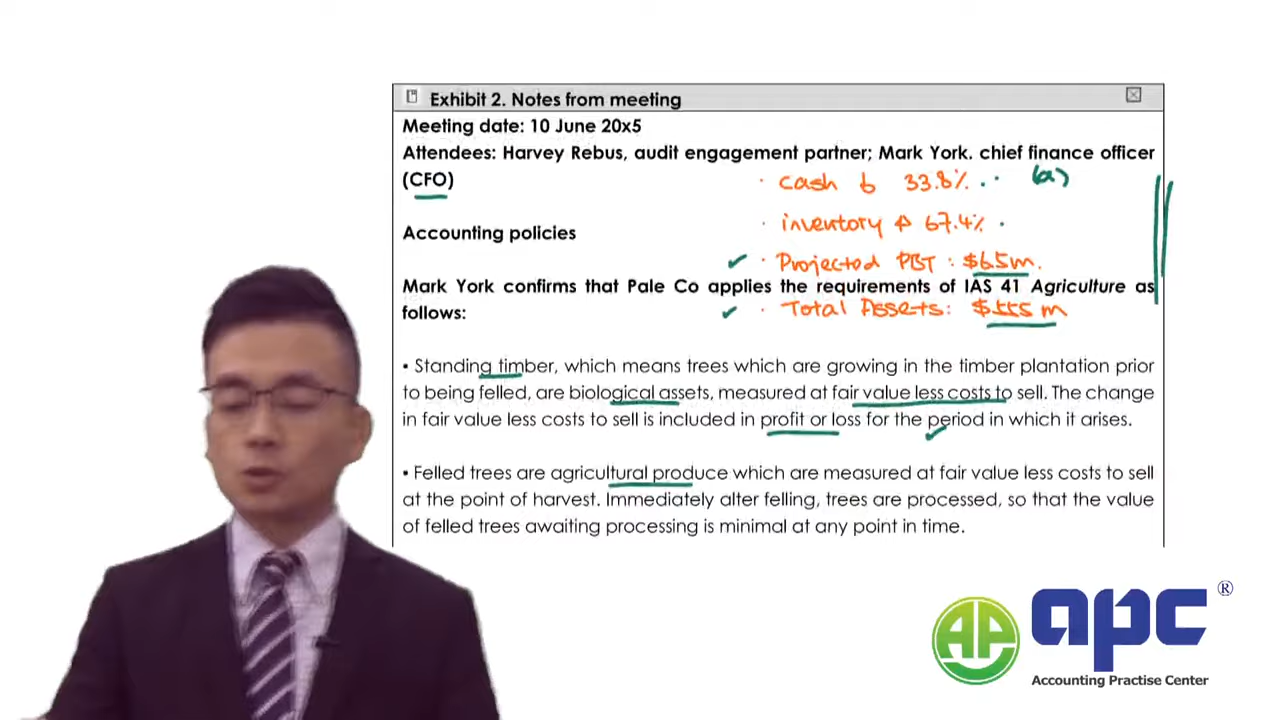 Exhibit 2. Notes from meeting
Meeting date: 10 June 20x5
Attendees: Harvey Rebus, audit engagement partner; Mark York. chief finance officer
(CFO)
· cash ↓ 33.8% (a)
· inventory ↑ 67.4%
Accounting policies
✓ · Projected PBT : $65m.
Mark York confirms that Pale Co applies the requirements of IAS 41 Agriculture as
follows:
✓ · Total Assets: $555 m
• Standing timber, which means trees which are growing in the timber plantation prior
to being felled, are biological assets, measured at fair value less costs to sell. The change
in fair value less costs to sell is included in profit or loss for the period in which it arises.
• Felled trees are agricultural produce which are measured at fair value less costs to sell
at the point of harvest. Immediately alter felling, trees are processed, so that the value
of felled trees awaiting processing is minimal at any point in time.
AP
apc®
Accounting Practise Center